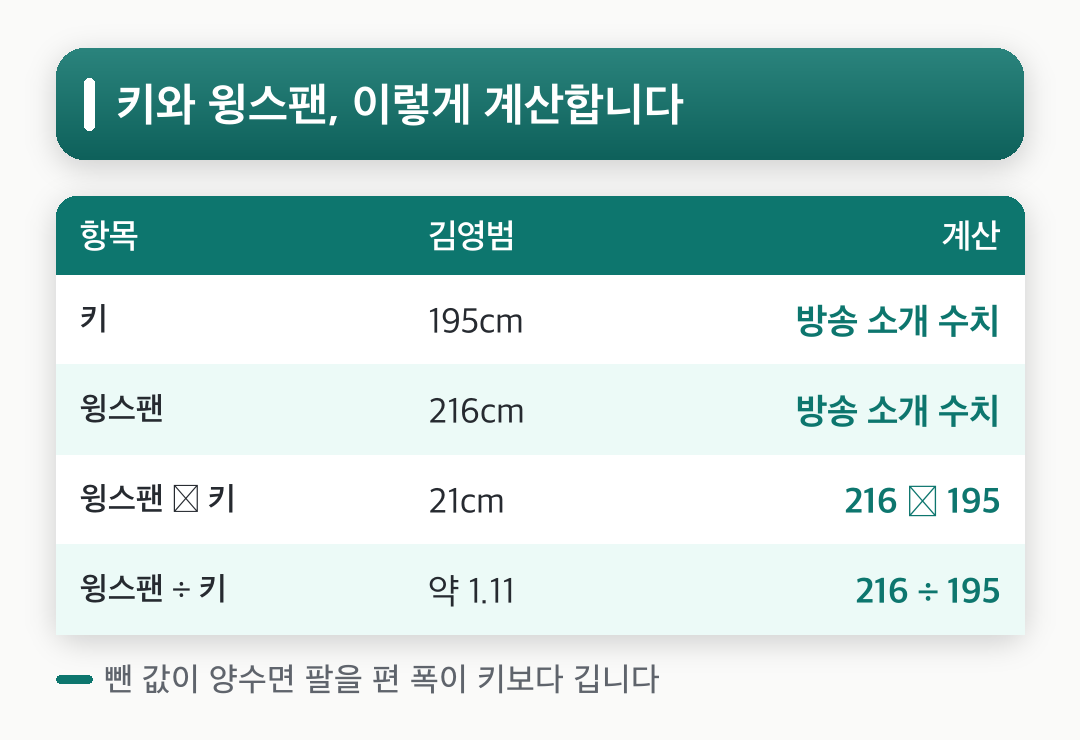 키와 윙스팬, 이렇게 계산합니다
항목 김영범 계산
키 195cm 방송 소개 수치
윙스팬 216cm 방송 소개 수치
윙스팬 ☒ 키 21cm 216 ☒ 195
윙스팬 ÷ 키 약 1.11 216 ÷ 195
뺀 값이 양수면 팔을 편 폭이 키보다 깁니다